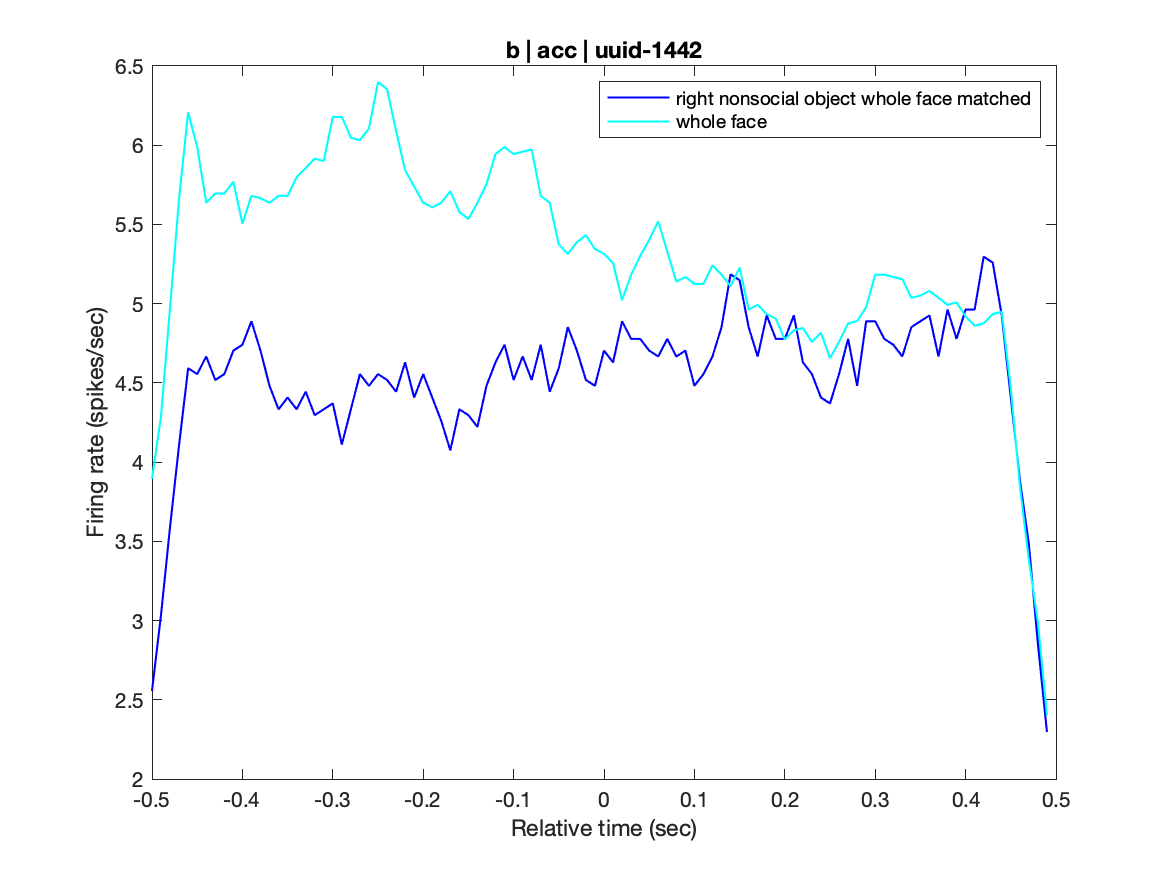 b | acc | uuid-1442
right nonsocial object whole face matched
whole face
6.5
6
5.5
5
4.5
4
3.5
3
2.5
2
Firing rate (spikes/sec)
-0.5 -0.4 -0.3 -0.2 -0.1 0 0.1 0.2 0.3 0.4 0.5
Relative time (sec)